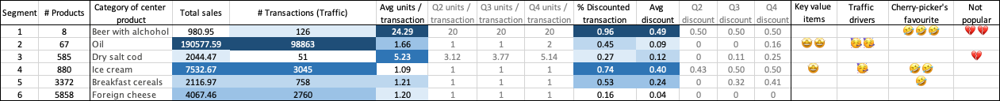 Segment # Products Category of center product Total sales # Transactions (Traffic) Avg units / transaction Q2 units / transaction Q3 units / transaction Q4 units / transaction % Discounted transaction Avg discount Q2 discount Q3 discount Q4 discount Key value items Traffic drivers Cherry-picker's favourite Not popular
1 8 Beer with alchohol 980.95 126 24.29 20 20 20 0.96 0.49 0.50 0.50 0.50 🤣🤣🤣 💔💔
2 67 Oil 190577.59 98863 1.66 1 1 2 0.45 0.09 0 0 0.16 🤩🤩 🥳🥳
3 585 Dry salt cod 2044.47 51 5.23 3.12 3.77 5.14 0.27 0.12 0 0.11 0.25 💔
4 880 Ice cream 7532.67 3045 1.09 1 1 1 0.74 0.40 0.43 0.50 0.50 🤩 🥳 🤣🤣
5 3372 Breakfast cereals 2116.97 758 1.21 1 1 1 0.53 0.24 0 0.32 0.41 🤣
6 5858 Foreign cheese 4067.46 2760 1.20 1 1 1 0.16 0.04 0 0 0